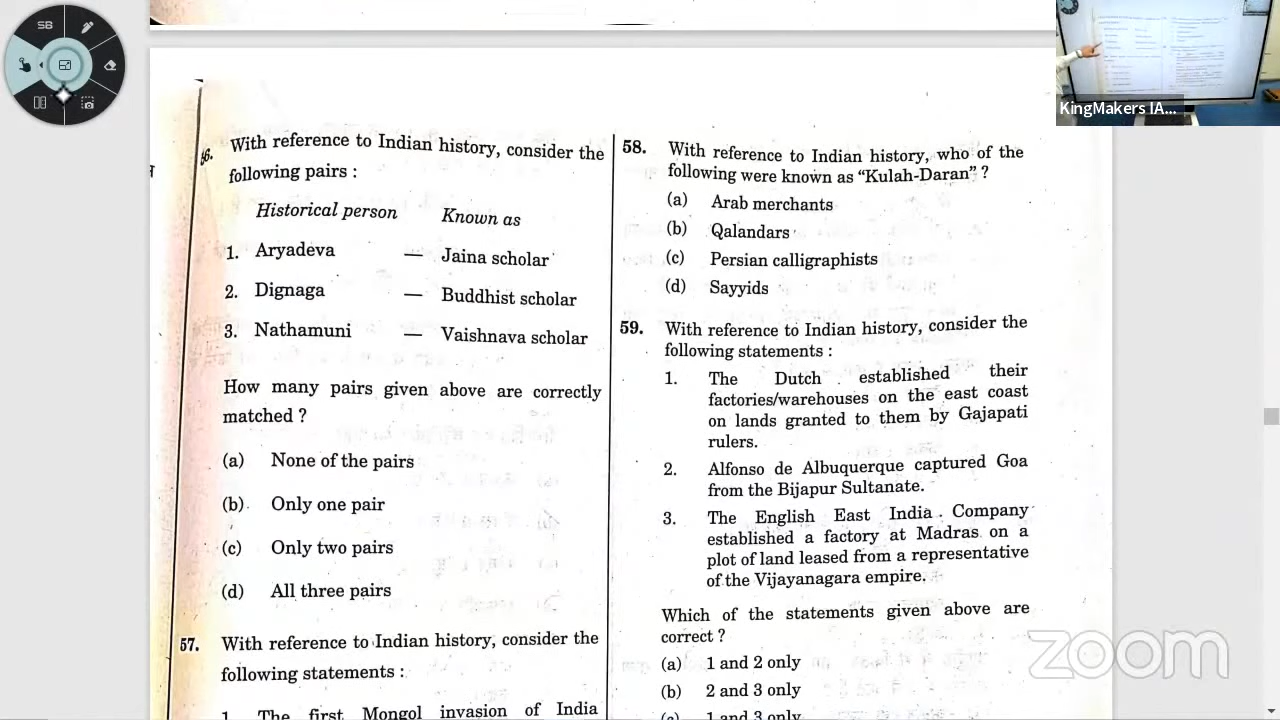 SB
KingMakers IA...
56. With reference to Indian history, consider the
following pairs :
Historical person Known as
1. Aryadeva — Jaina scholar
2. Dignaga — Buddhist scholar
3. Nathamuni — Vaishnava scholar
How many pairs given above are correctly
matched ?
(a) None of the pairs
(b) Only one pair
(c) Only two pairs
(d) All three pairs
57. With reference to Indian history, consider the
following statements :
1. The first Mongol invasion of India
58. With reference to Indian history, who of the
following were known as “Kulah-Daran” ?
(a) Arab merchants
(b) Qalandars
(c) Persian calligraphists
(d) Sayyids
59. With reference to Indian history, consider the
following statements :
1. The Dutch established their
factories/warehouses on the east coast
on lands granted to them by Gajapati
rulers.
2. Alfonso de Albuquerque captured Goa
from the Bijapur Sultanate.
3. The English East India Company
established a factory at Madras on a
plot of land leased from a representative
of the Vijayanagara empire.
Which of the statements given above are
correct ?
(a) 1 and 2 only
(b) 2 and 3 only
(c) 1 and 3 only
zoom